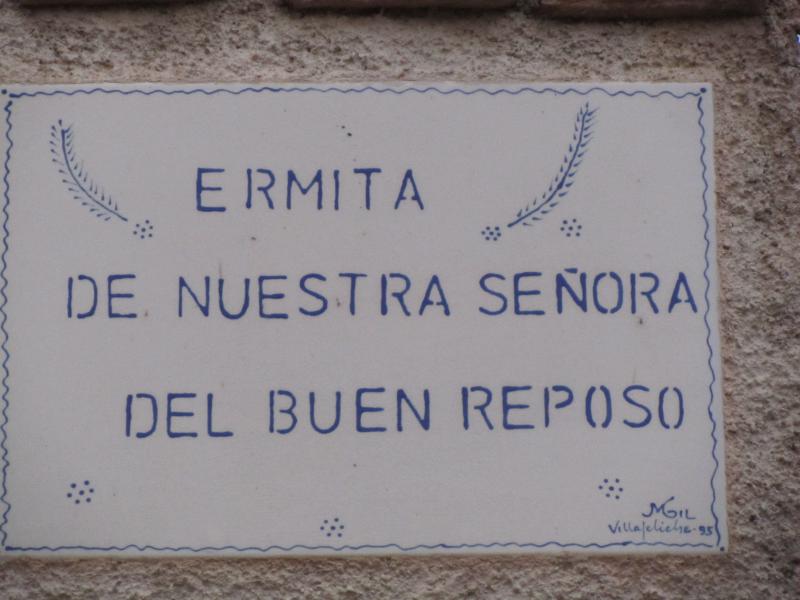 ERMITA
DE NUESTRA SEÑORA
DEL BUEN REPOSO
MGIL
Villafeliche-95